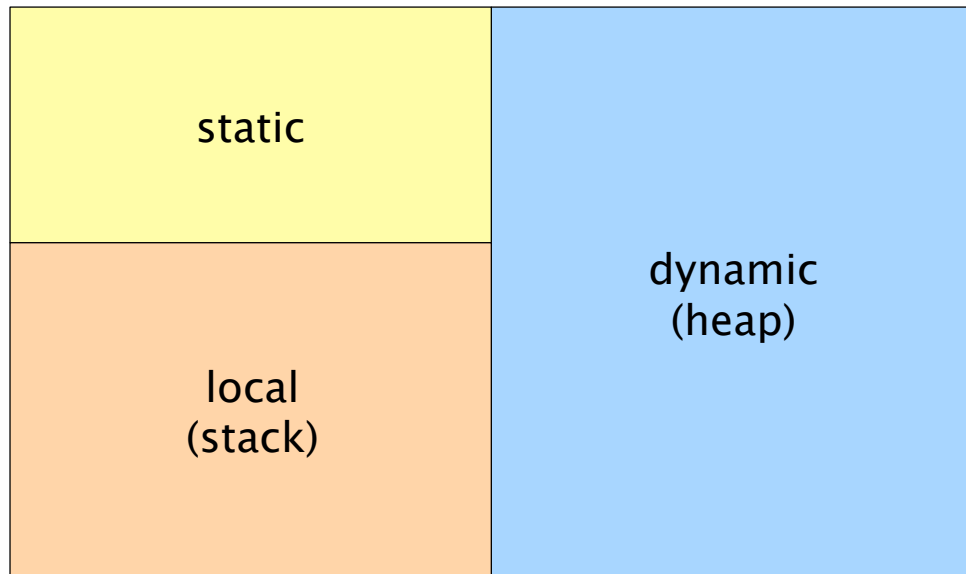 static
local
(stack)
dynamic
(heap)